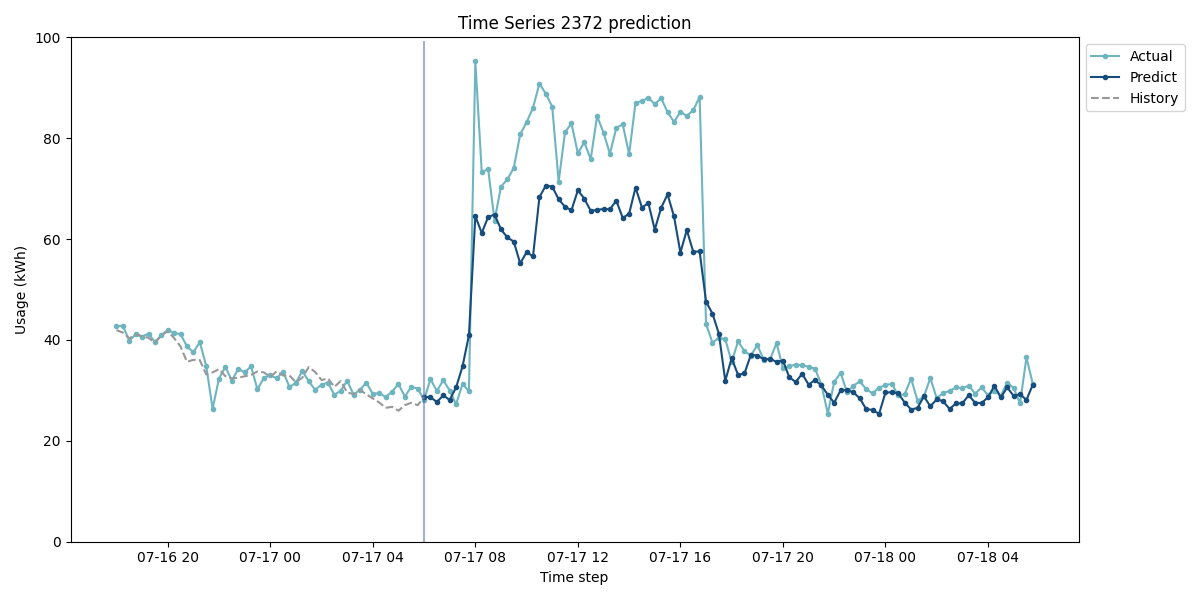 Time Series 2372 prediction
100
80
60
40
20
0
Usage (kWh)
07-16 20
07-17 00
07-17 04
07-17 08
07-17 12
07-17 16
07-17 20
07-18 00
07-18 04
Time step
Actual
Predict
History